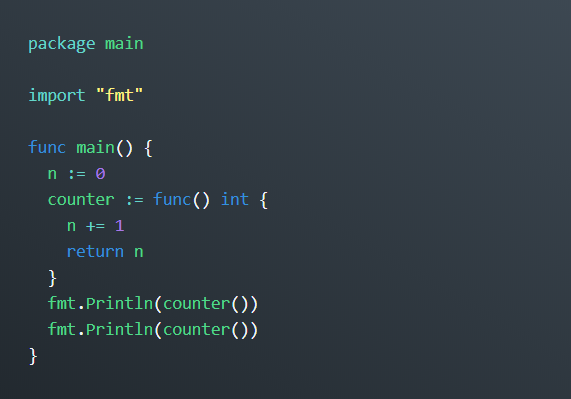 package main

import "fmt"

func main() {
  n := 0
  counter := func() int {
    n += 1
    return n
  }
  fmt.Println(counter())
  fmt.Println(counter())
}